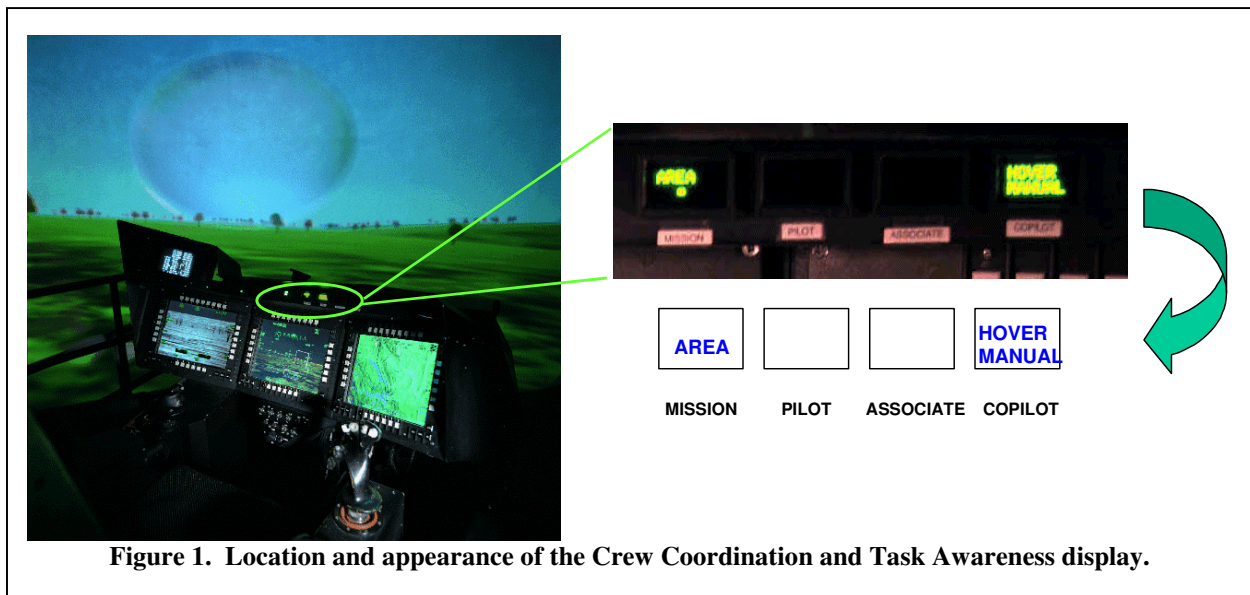 AREA
HOVER
MANUAL
MISSION
PILOT
ASSOCIATE
COPILOT
AREA
HOVER
MANUAL
MISSION
PILOT
ASSOCIATE
COPILOT
Figure 1. Location and appearance of the Crew Coordination and Task Awareness display.